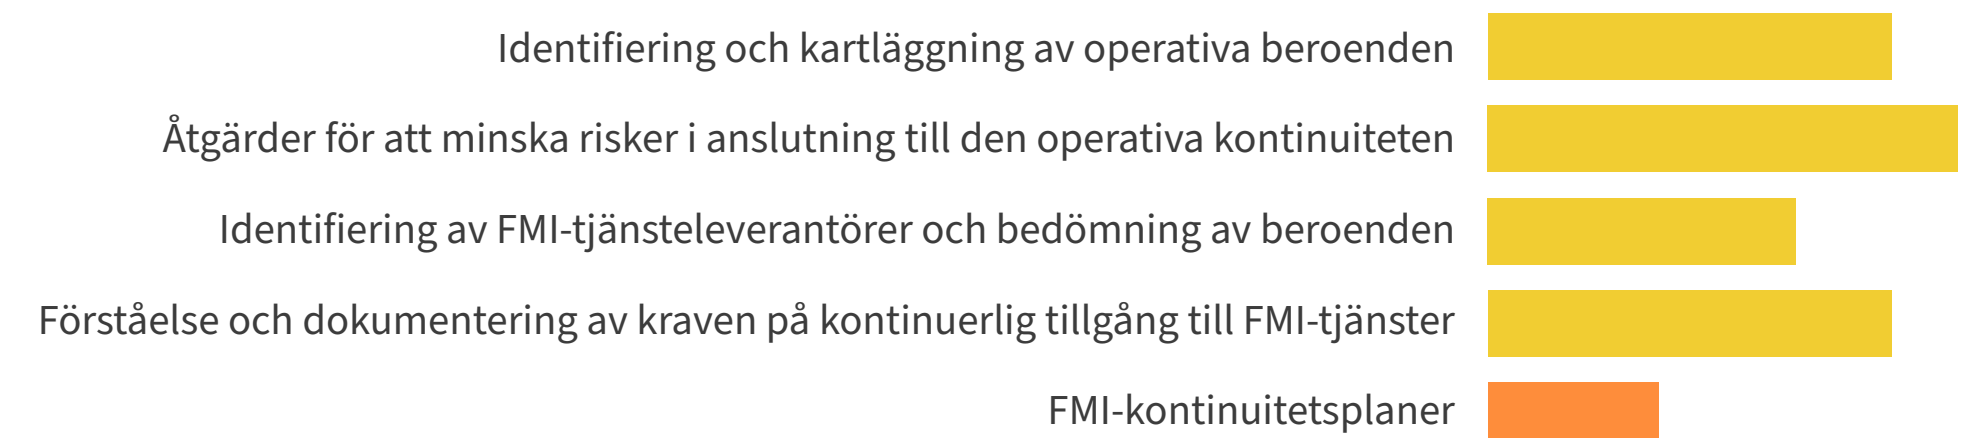 Identifiering och kartläggning av operativa beroenden
Åtgärder för att minska risker i anslutning till den operativa kontinuiteten
Identifiering av FMI-tjänsteleverantörer och bedömning av beroenden
Förståelse och dokumentering av kraven på kontinuerlig tillgång till FMI-tjänster
FMI-kontinuitetsplaner